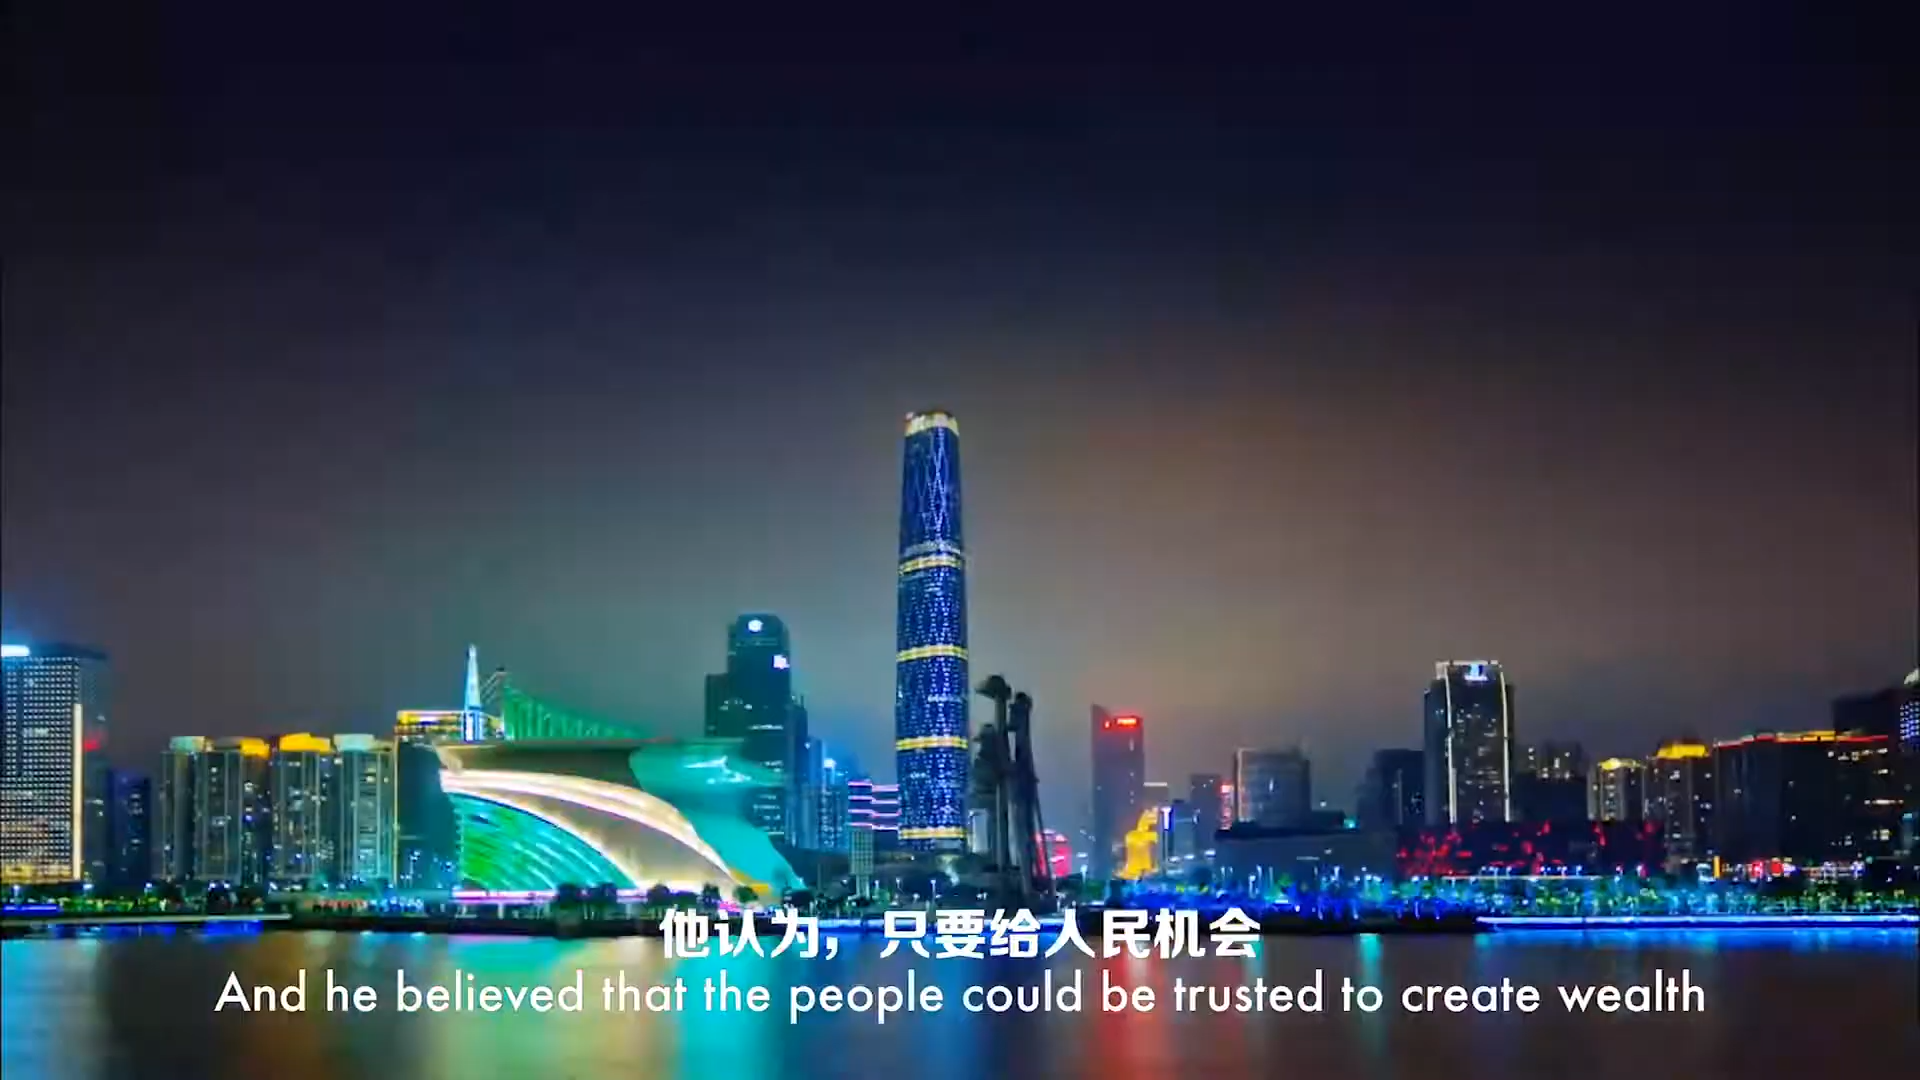 他认为，只要给人民机会
And he believed that the people could be trusted to create wealth